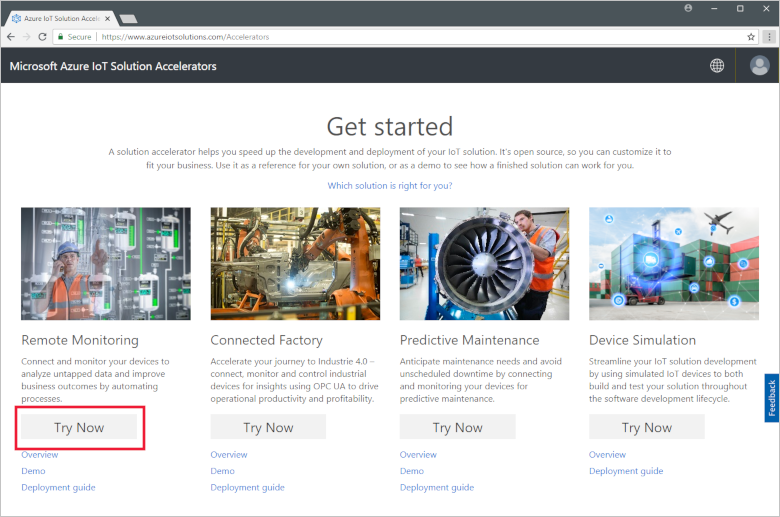 Azure IoT Solution Accele
Secure
https://www.azureiotsolutions.com/Accelerators
Microsoft Azure IoT Solution Accelerators
Get started
A solution accelerator helps you speed up the development and deployment of your IoT solution. It's open source, so you can customize it to
fit your business. Use it as a reference for your own solution, or as a demo to see how a finished solution can work for you.
Which solution is right for you?
Remote Monitoring
Connect and monitor your devices to
analyze untapped data and improve
business outcomes by automating
processes.
Try Now
Overview
Demo
Deployment guide
Connected Factory
Accelerate your journey to Industrie 4.0 –
connect, monitor and control industrial
devices for insights using OPC UA to drive
operational productivity and profitability.
Try Now
Overview
Demo
Deployment guide
Predictive Maintenance
Anticipate maintenance needs and avoid
unscheduled downtime by connecting
and monitoring your devices for
predictive maintenance.
Try Now
Overview
Demo
Deployment guide
Device Simulation
Streamline your IoT solution development
by using simulated IoT devices to both
build and test your solution throughout
the software development lifecycle.
Try Now
Overview
Deployment guide
Feedback